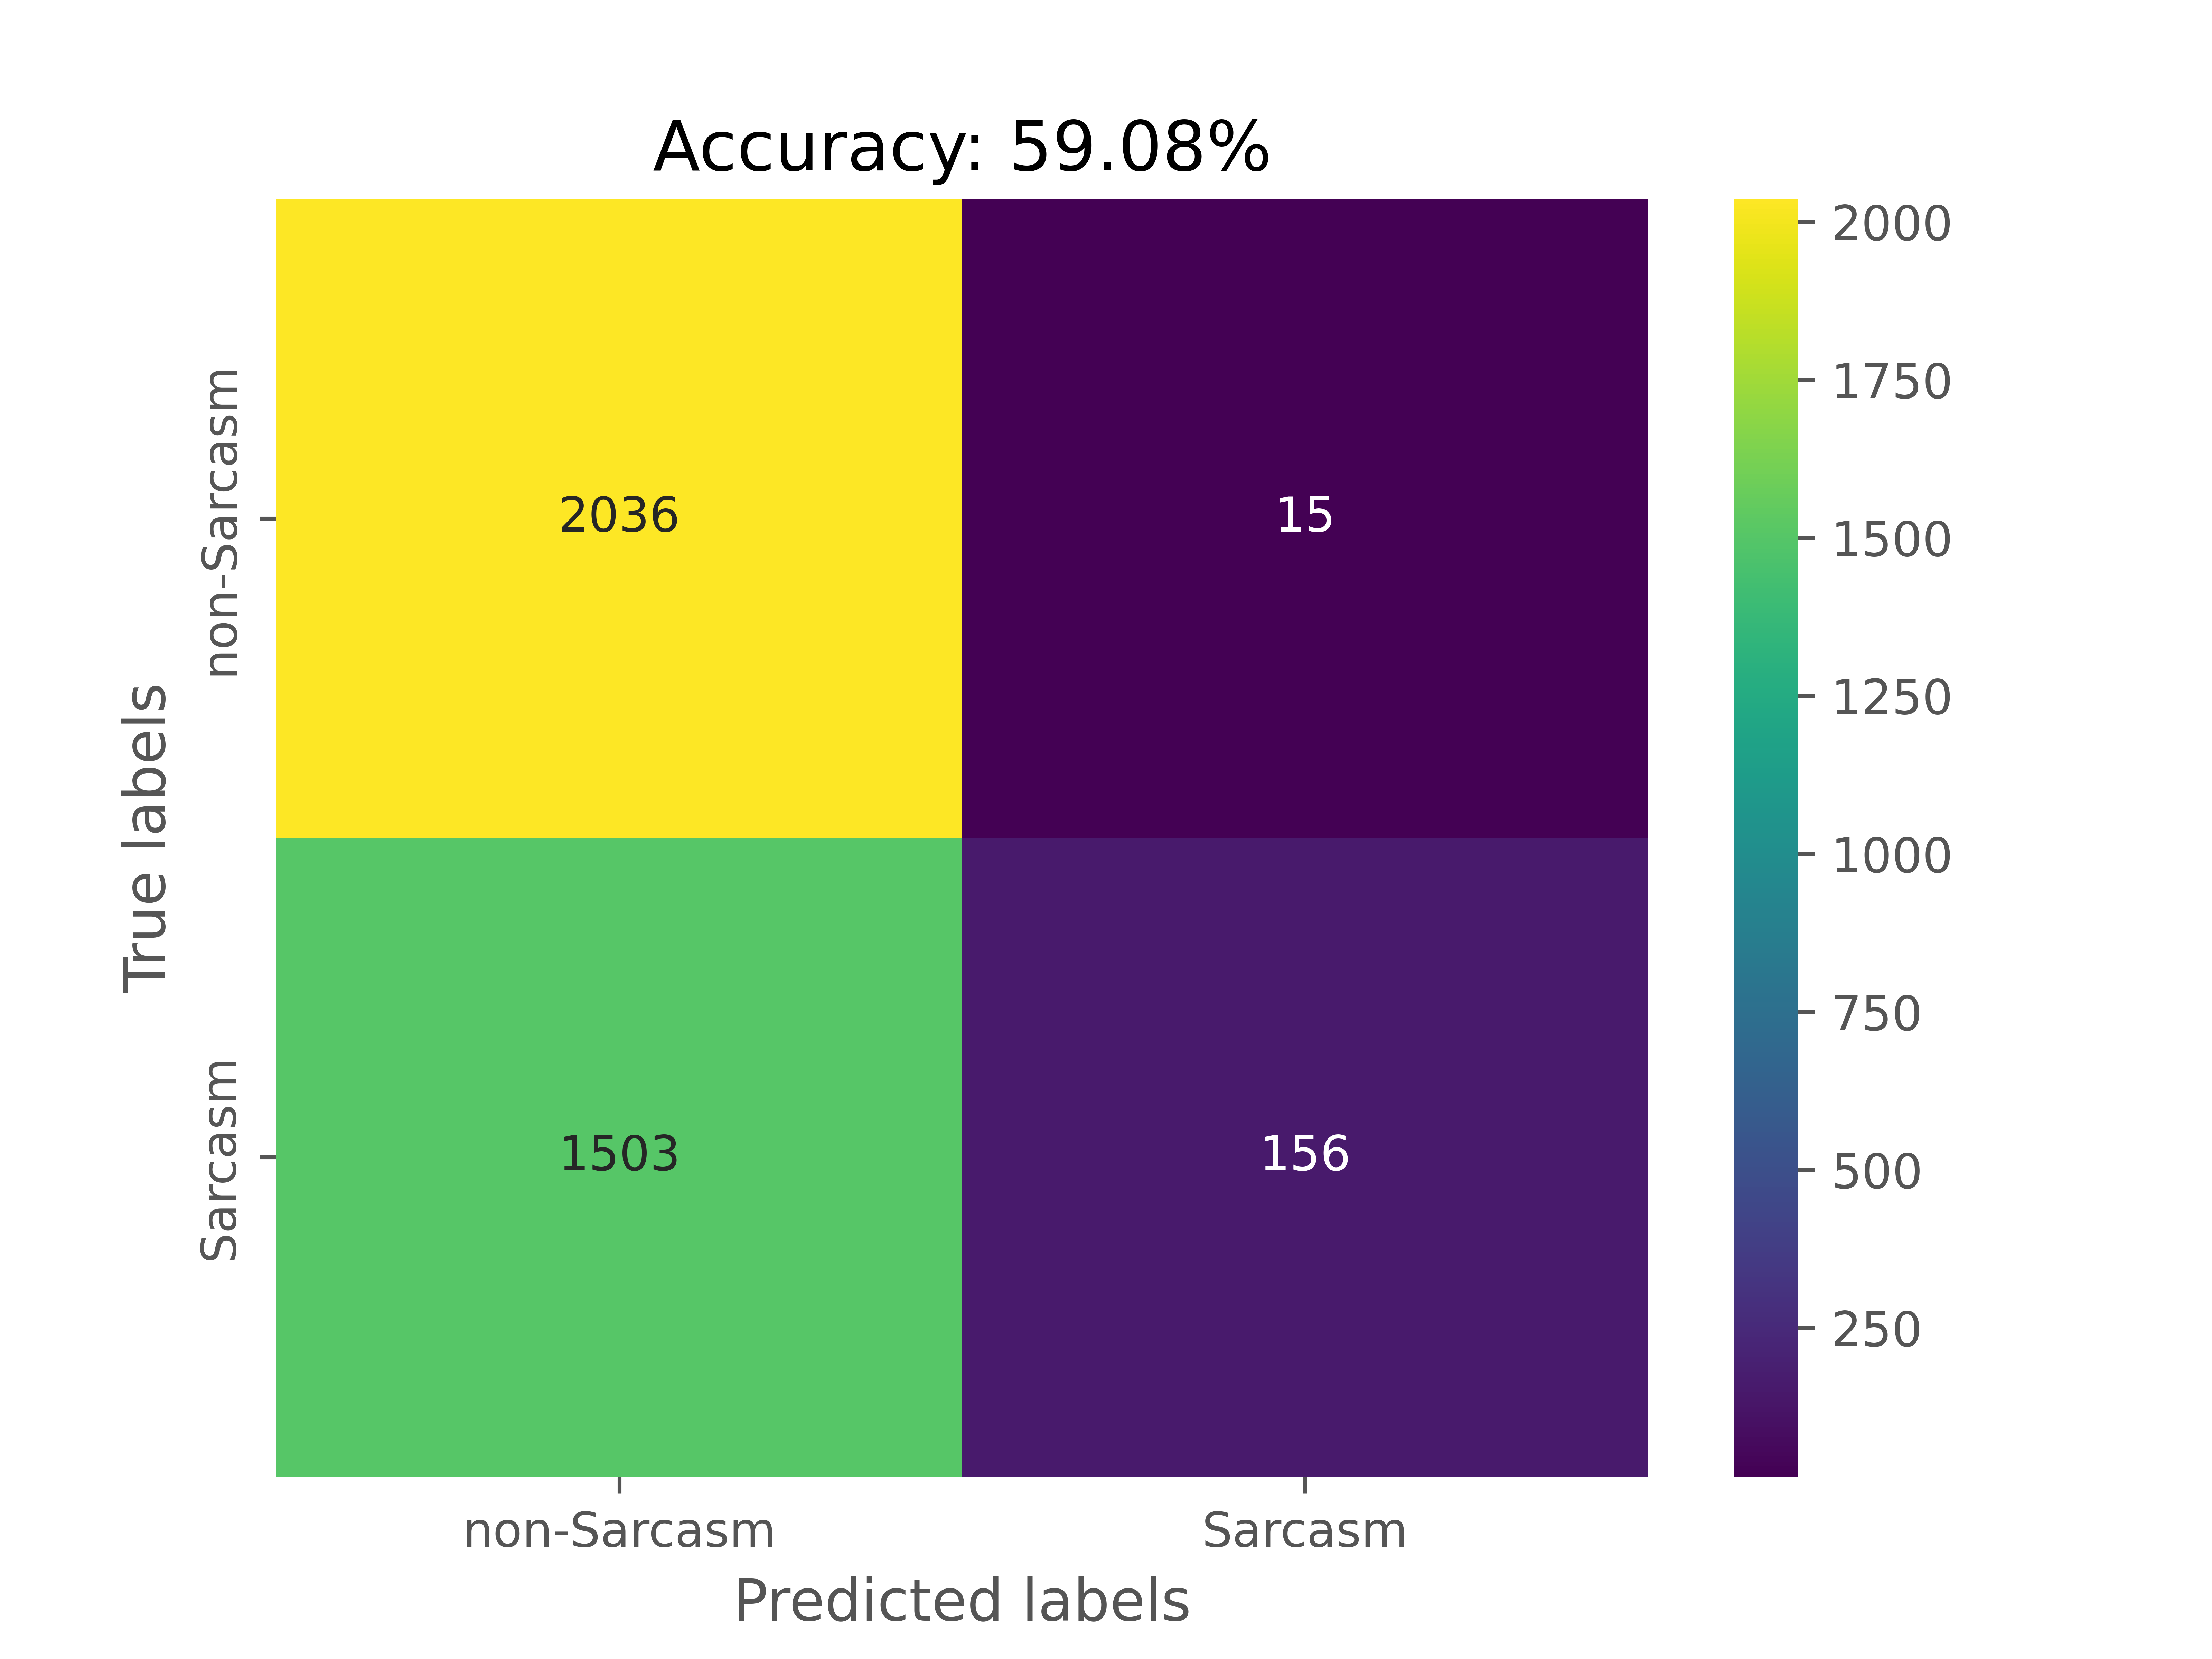 Accuracy: 59.08%
True labels
non-Sarcasm
Sarcasm
2036
15
1503
156
non-Sarcasm
Sarcasm
Predicted labels
2000
1750
1500
1250
1000
750
500
250